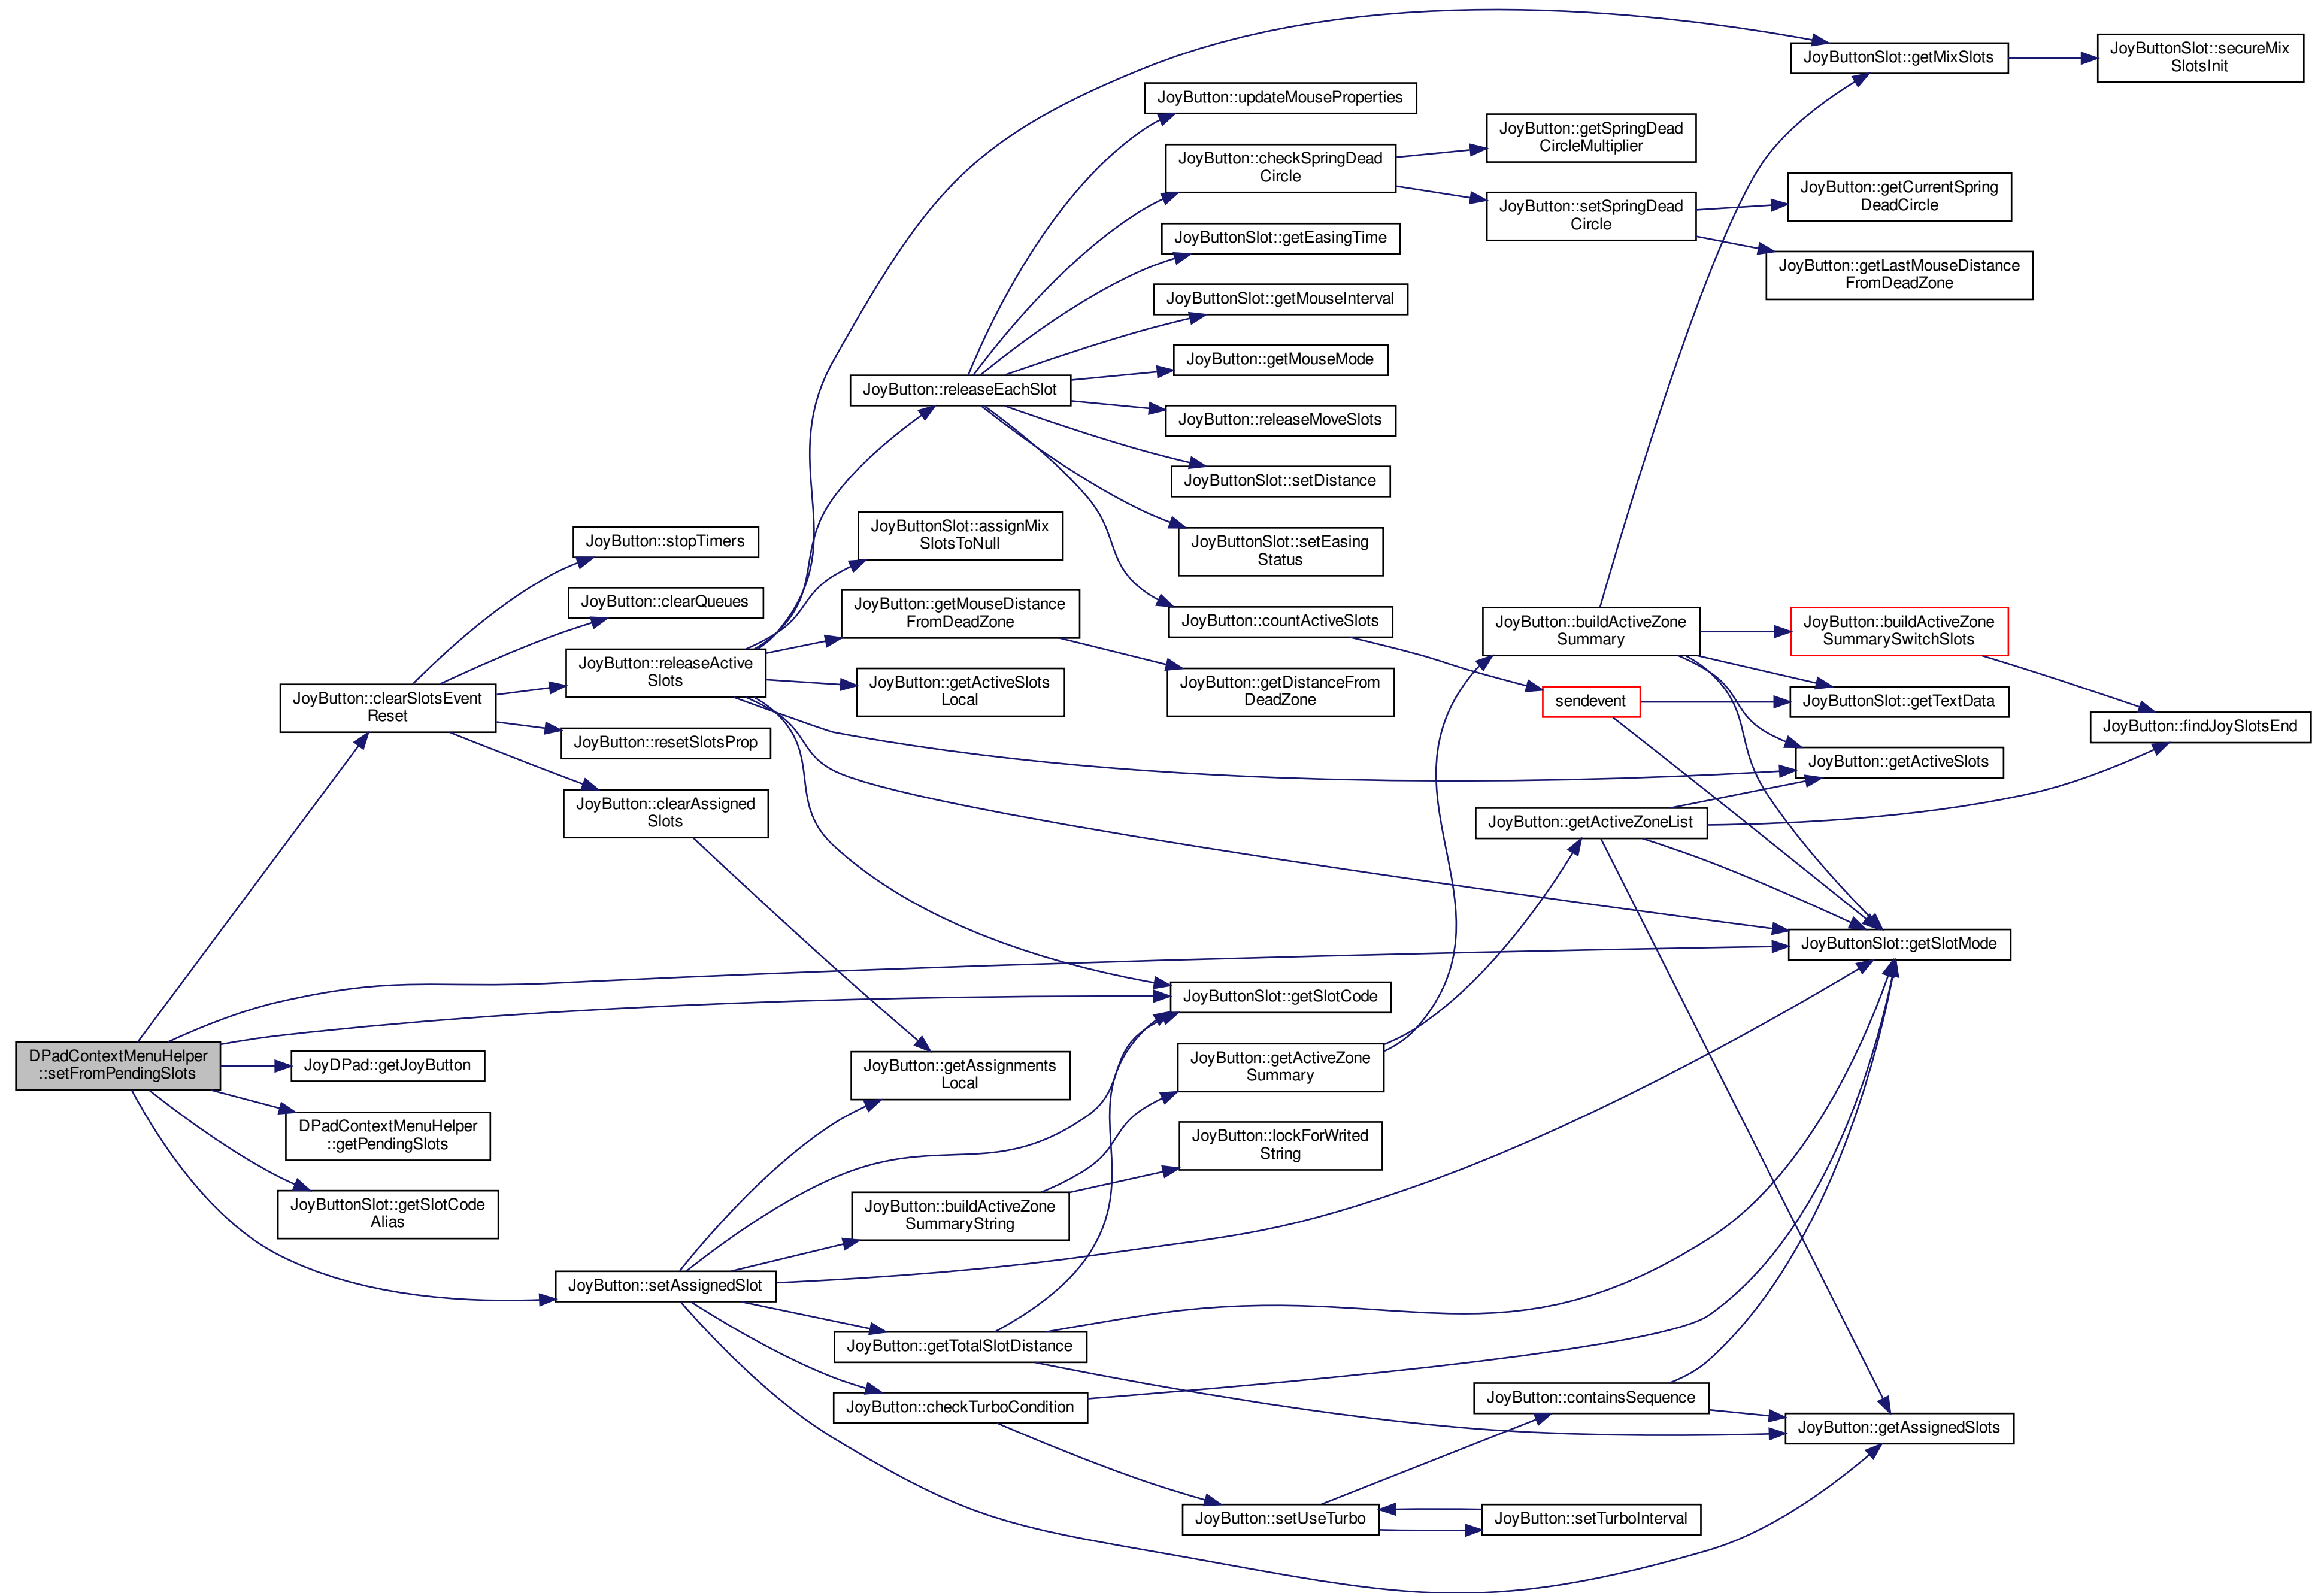 DPadContextMenuHelper
::setFromPendingSlots
JoyButton::clearSlotsEvent
Reset
JoyDPad::getJoyButton
DPadContextMenuHelper
::getPendingSlots
JoyButtonSlot::getSlotCode
Alias
JoyButton::stopTimers
JoyButton::clearQueues
JoyButton::releaseActive
Slots
JoyButton::resetSlotsProp
JoyButton::clearAssigned
Slots
JoyButton::setAssignedSlot
JoyButton::releaseEachSlot
JoyButtonSlot::assignMix
SlotsToNull
JoyButton::getMouseDistance
FromDeadZone
JoyButton::getActiveSlots
Local
JoyButton::getAssignments
Local
JoyButton::buildActiveZone
SummaryString
JoyButton::getTotalSlotDistance
JoyButton::checkTurboCondition
JoyButton::updateMouseProperties
JoyButton::checkSpringDead
Circle
JoyButtonSlot::getEasingTime
JoyButtonSlot::getMouseInterval
JoyButton::getMouseMode
JoyButton::releaseMoveSlots
JoyButtonSlot::setDistance
JoyButtonSlot::setEasing
Status
JoyButton::countActiveSlots
JoyButton::getDistanceFrom
DeadZone
JoyButtonSlot::getSlotCode
JoyButton::getActiveZone
Summary
JoyButton::lockForWrited
String
JoyButton::setUseTurbo
JoyButton::getSpringDead
CircleMultiplier
JoyButton::setSpringDead
Circle
JoyButton::buildActiveZone
Summary
sendevent
JoyButton::getActiveZoneList
JoyButton::containsSequence
JoyButton::setTurboInterval
JoyButtonSlot::getMixSlots
JoyButton::getCurrentSpring
DeadCircle
JoyButton::getLastMouseDistance
FromDeadZone
JoyButton::buildActiveZone
SummarySwitchSlots
JoyButtonSlot::getTextData
JoyButton::getActiveSlots
JoyButtonSlot::getSlotMode
JoyButton::getAssignedSlots
JoyButtonSlot::secureMix
SlotsInit
JoyButton::findJoySlotsEnd